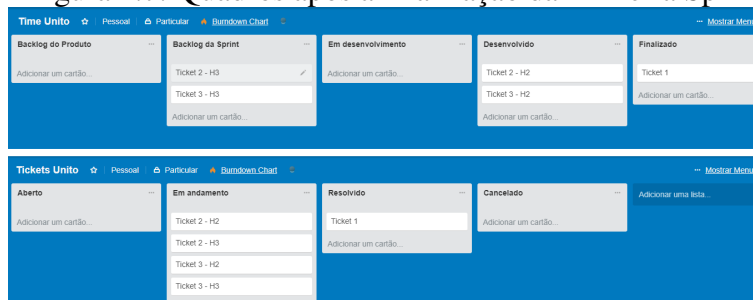 Time Unito Pessoal Particular Burndown Chart ... Mostrar Menu
Backlog do Produto ... Backlog da Sprint ... Em desenvolvimento ... Desenvolvido ... Finalizado
Adicionar um cartão... Ticket 2 - H3 Adicionar um cartão... Ticket 2 - H2 Ticket 1
Ticket 3 - H3 Ticket 3 - H2 Adicionar um cartão...
Adicionar um cartão... Adicionar um cartão...
Tickets Unito Pessoal Particular Burndown Chart ... Mostrar Menu
Aberto ... Em andamento ... Resolvido ... Cancelado ... Adicionar uma lista...
Adicionar um cartão... Ticket 2 - H2 Ticket 1 Adicionar um cartão...
Ticket 2 - H3 Adicionar um cartão...
Ticket 3 - H2
Ticket 3 - H3